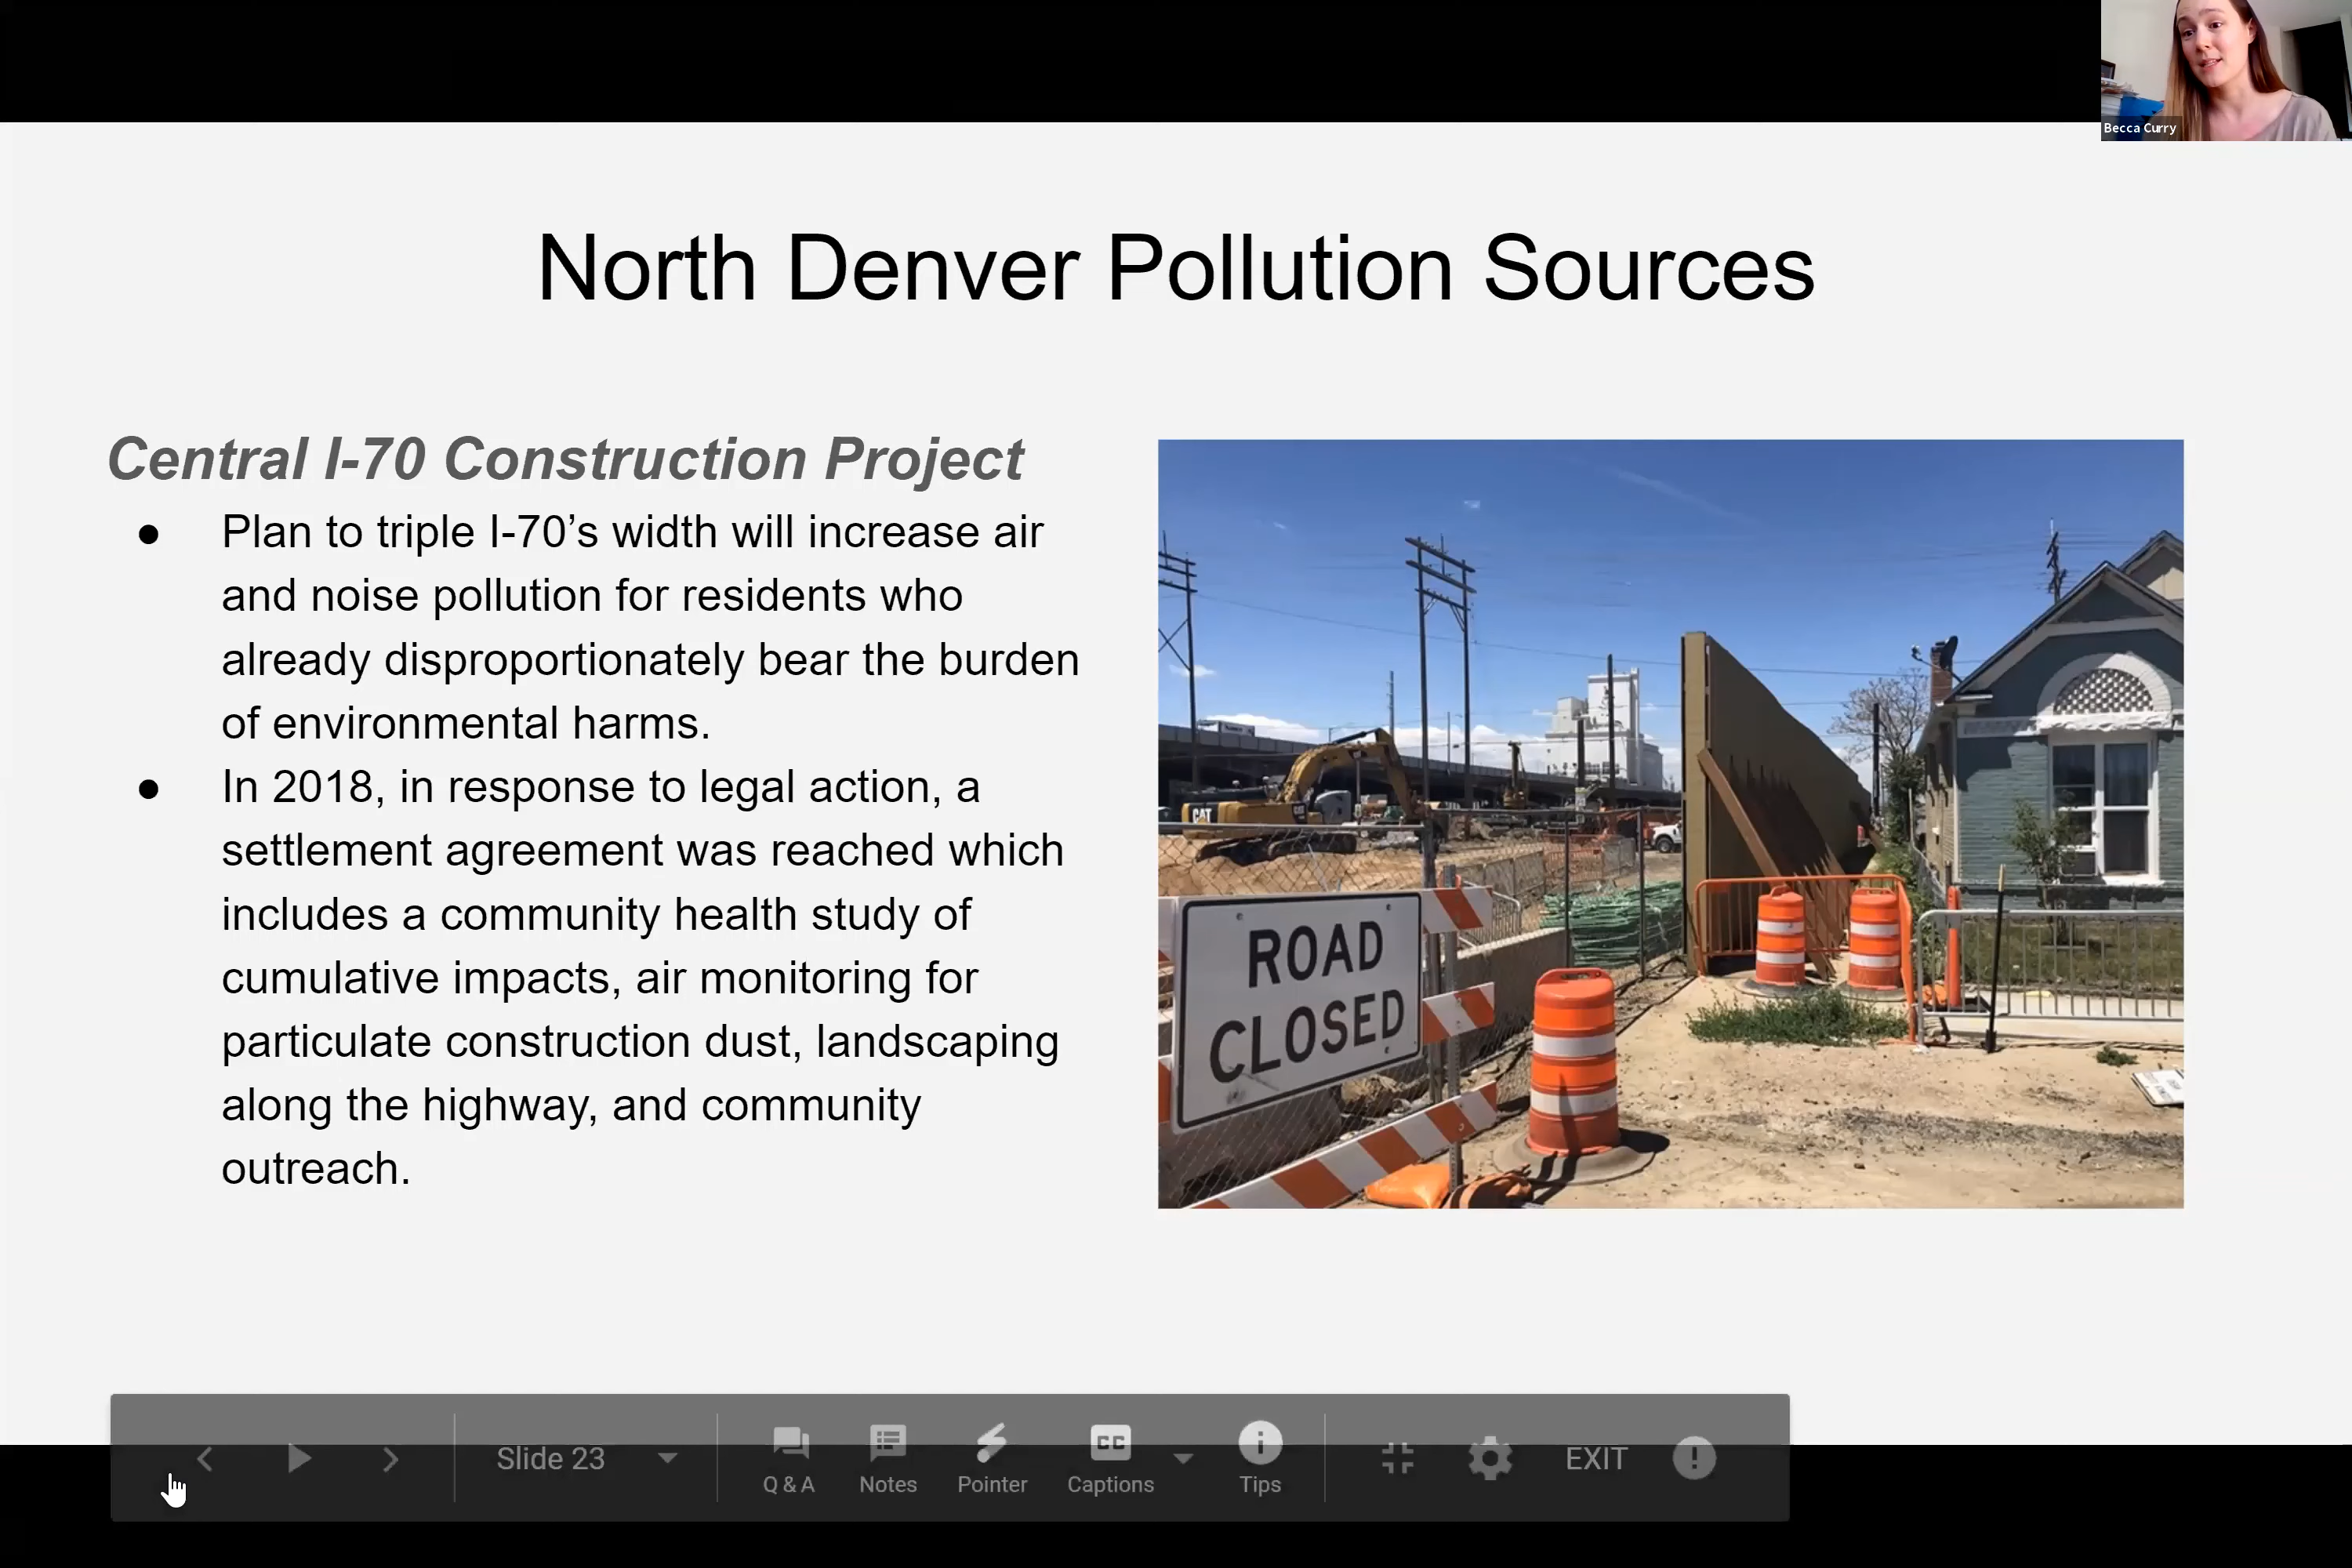 Becca Curry
North Denver Pollution Sources
Central I-70 Construction Project
● Plan to triple I-70’s width will increase air
and noise pollution for residents who
already disproportionately bear the burden
of environmental harms.
● In 2018, in response to legal action, a
settlement agreement was reached which
includes a community health study of
cumulative impacts, air monitoring for
particulate construction dust, landscaping
along the highway, and community
outreach.
CAT
ROAD
CLOSED
Slide 23
Q & A
Notes
Pointer
CC
Captions
Tips
EXIT